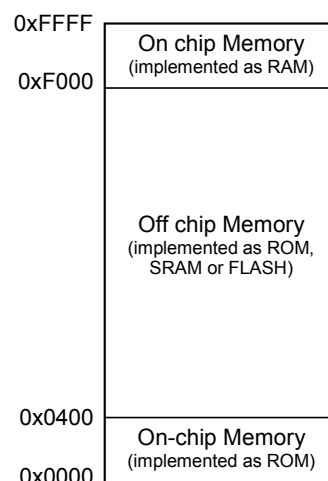 0xFFFF
On chip Memory
(implemented as RAM)
0xF000
Off chip Memory
(implemented as ROM,
SRAM or FLASH)
0x0400
On-chip Memory
(implemented as ROM)
0x0000